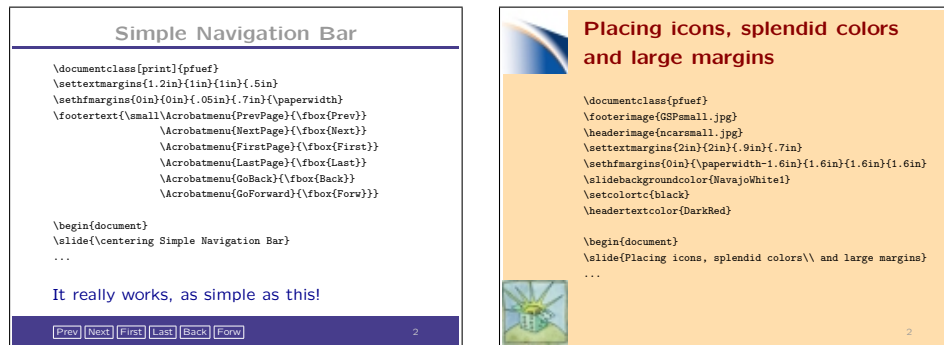 Simple Navigation Bar
\documentclass[print]{pfuef}
\settextmargins{1.2in}{1in}{1in}{.5in}
\sethfmargins{0in}{0in}{.05in}{.7in}{\paperwidth}
\footertext{\small\Acrobatmenu{PrevPage}{\fbox{Prev}}
\Acrobatmenu{NextPage}{\fbox{Next}}
\Acrobatmenu{FirstPage}{\fbox{First}}
\Acrobatmenu{LastPage}{\fbox{Last}}
\Acrobatmenu{GoBack}{\fbox{Back}}
\Acrobatmenu{GoForward}{\fbox{Forw}}}
\begin{document}
\slide{\centering Simple Navigation Bar}
...
It really works, as simple as this!
Prev Next First Last Back Forw 2
Placing icons, splendid colors
and large margins
\documentclass{pfuef}
\footerimage{GSPsmall.jpg}
\headerimage{ncarsmall.jpg}
\settextmargins{2in}{2in}{.9in}{.7in}
\sethfmargins{0in}{\paperwidth-1.6in}{1.6in}{1.6in}{1.6in}
\slidebackgroundcolor{NavajoWhite1}
\setcolortc{black}
\headertextcolor{DarkRed}
\begin{document}
\slide{Placing icons, splendid colors\\ and large margins}
...
2